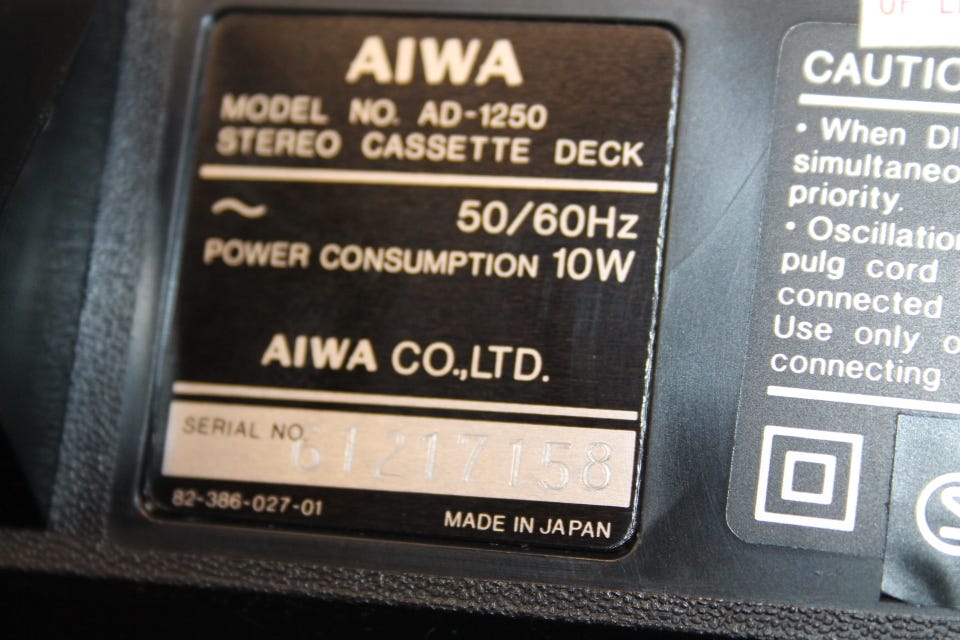 AIWA
MODEL NO. AD-1250
STEREO CASSETTE DECK
~ 50/60Hz
POWER CONSUMPTION 10W
AIWA CO.,LTD.
SERIAL NO. 61217158
82-386-027-01
MADE IN JAPAN
OF
CAUTIO
• When DI
simultaneo
priority.
• Oscillation
pulg cord
connected
Use only
connecting
S